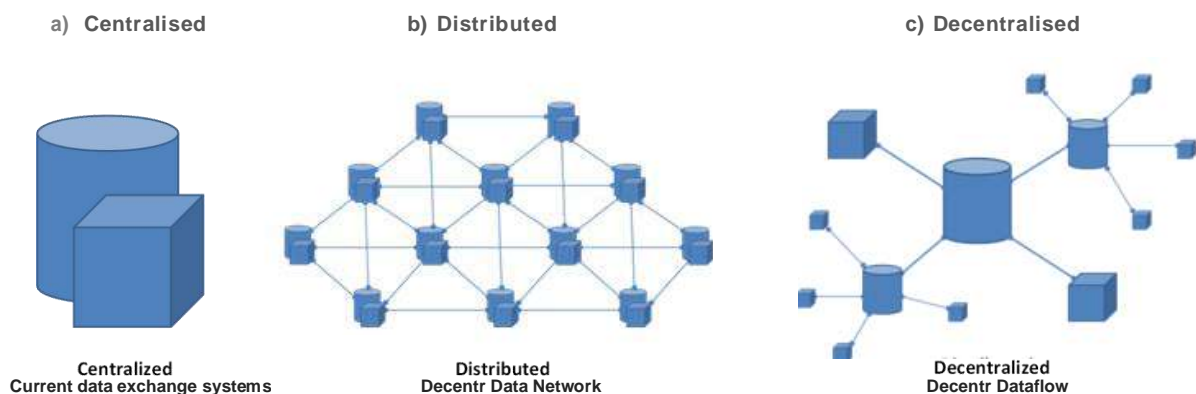 a) Centralised
b) Distributed
c) Decentralised
Centralized
Current data exchange systems
Distributed
Decentr Data Network
Decentralized
Decentr Dataflow